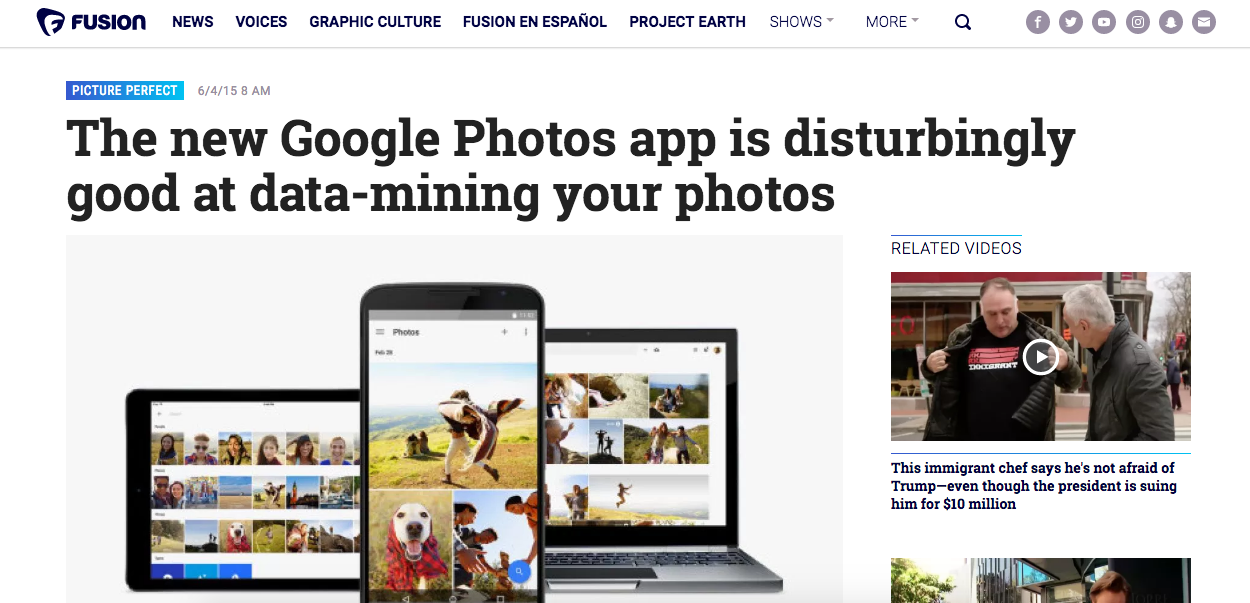 FUSION NEWS VOICES GRAPHIC CULTURE FUSION EN ESPAÑOL PROJECT EARTH SHOWS MORE
PICTURE PERFECT 6/4/15 8 AM
The new Google Photos app is disturbingly
good at data-mining your photos
RELATED VIDEOS
Photos
Feb 28
IMMIGRANT
This immigrant chef says he's not afraid of
Trump—even though the president is suing
him for $10 million